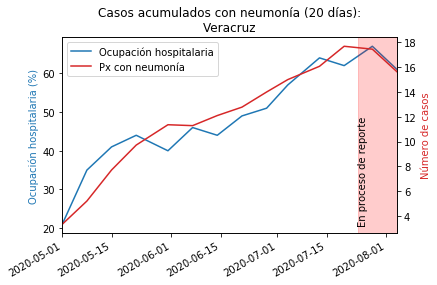 Casos acumulados con neumonía (20 días):
Veracruz
Ocupación hospitalaria
Px con neumonía
Ocupación hospitalaria (%)
60
50
40
30
20
18
16
14
12
10
8
6
4
Número de casos
En proceso de reporte
2020-05-01
2020-05-15
2020-06-01
2020-06-15
2020-07-01
2020-07-15
2020-08-01